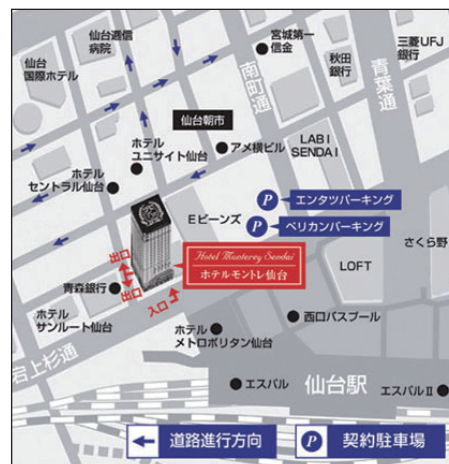 仙台逓信
病院
宮城第一
信金
三菱UFJ
銀行
仙台
国際ホテル
秋田
銀行
南町通
青葉通
仙台朝市
アメ横ビル
LABI
SENDAI
ホテル
ユニサイト仙台
ホテル
セントラル仙台
P エンタツパーキング
Eビーンズ
P ペリカンパーキング
さくら野
Hotel Monterey Sendai
ホテルモントレ仙台
LOFT
出口
出口
入口
青森銀行
ホテル
サンルート仙台
西口バスプール
ホテル
メトロポリタン仙台
岩上杉通
エスパル
仙台駅
エスパルⅡ
道路進行方向
P 契約駐車場